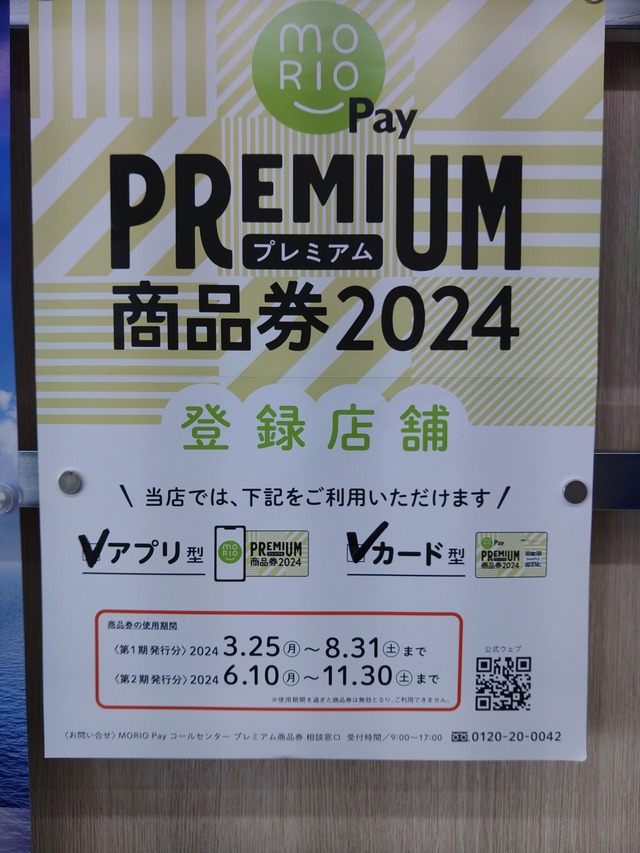 MO
RIO
Pay
PREMIUM
プレミアム
商品券2024
登録店舗
\ 当店では、下記をご利用いただけます /
アプリ型
MO
RIO
PREMIUM
プレミアム
商品券2024
カード型
Pay
PREMIUM
商品券2024
商品券の使用期間
〈第1期発行分〉2024 3.25(月)～8.31(土)まで
〈第2期発行分〉2024 6.10(月)～11.30(土)まで
※使用期間を過ぎた商品券は無効となり、ご利用できません。
公式ウェブ
〈お問い合せ〉MORIO Pay コールセンター プレミアム商品券 相談窓口 受付時間／9:00〜17:00 0120-20-0042